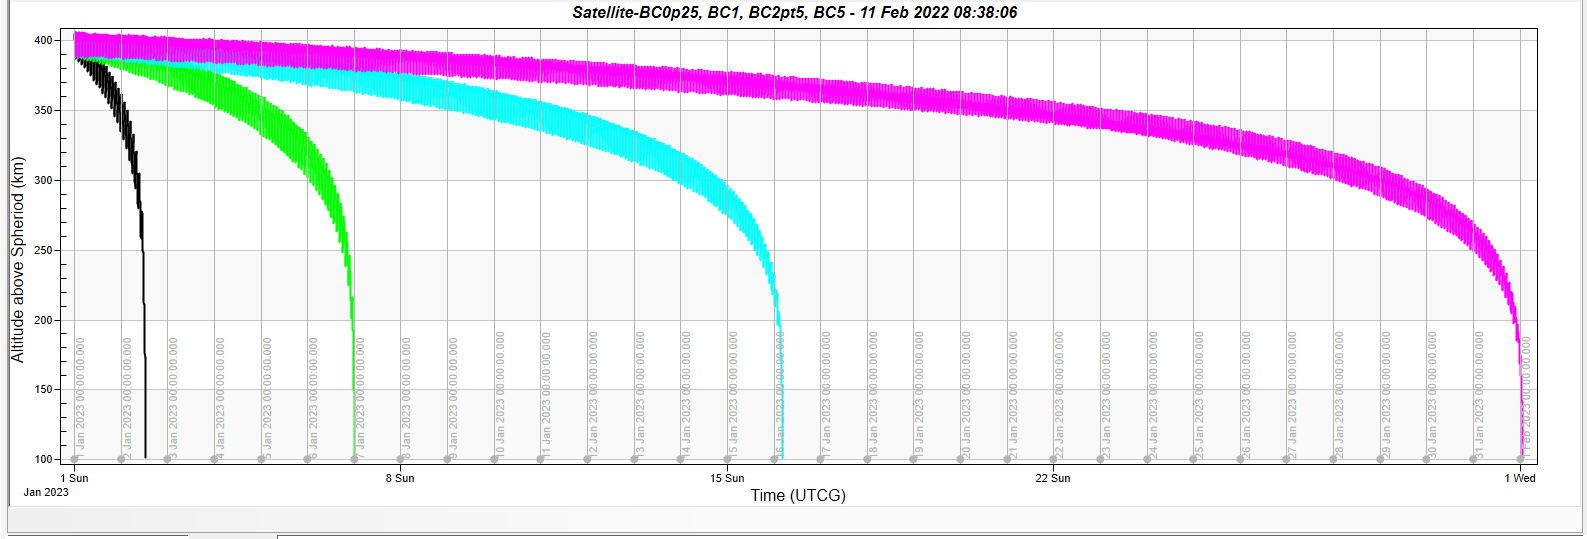 Satellite-BC0p25, BC1, BC2pt5, BC5 - 11 Feb 2022 08:38:06
Altitude above Spheriod (km)
400
350
300
250
200
150
100
1 Jan 2023 00:00:00.000
2 Jan 2023 00:00:00.000
3 Jan 2023 00:00:00.000
4 Jan 2023 00:00:00.000
5 Jan 2023 00:00:00.000
6 Jan 2023 00:00:00.000
7 Jan 2023 00:00:00.000
8 Jan 2023 00:00:00.000
9 Jan 2023 00:00:00.000
10 Jan 2023 00:00:00.000
11 Jan 2023 00:00:00.000
12 Jan 2023 00:00:00.000
13 Jan 2023 00:00:00.000
14 Jan 2023 00:00:00.000
15 Jan 2023 00:00:00.000
16 Jan 2023 00:00:00.000
17 Jan 2023 00:00:00.000
18 Jan 2023 00:00:00.000
19 Jan 2023 00:00:00.000
20 Jan 2023 00:00:00.000
21 Jan 2023 00:00:00.000
22 Jan 2023 00:00:00.000
23 Jan 2023 00:00:00.000
24 Jan 2023 00:00:00.000
25 Jan 2023 00:00:00.000
26 Jan 2023 00:00:00.000
27 Jan 2023 00:00:00.000
28 Jan 2023 00:00:00.000
29 Jan 2023 00:00:00.000
30 Jan 2023 00:00:00.000
31 Jan 2023 00:00:00.000
1 Feb 2023 00:00:00.000
1 Sun
8 Sun
15 Sun
22 Sun
1 Wed
Jan 2023
Time (UTCG)